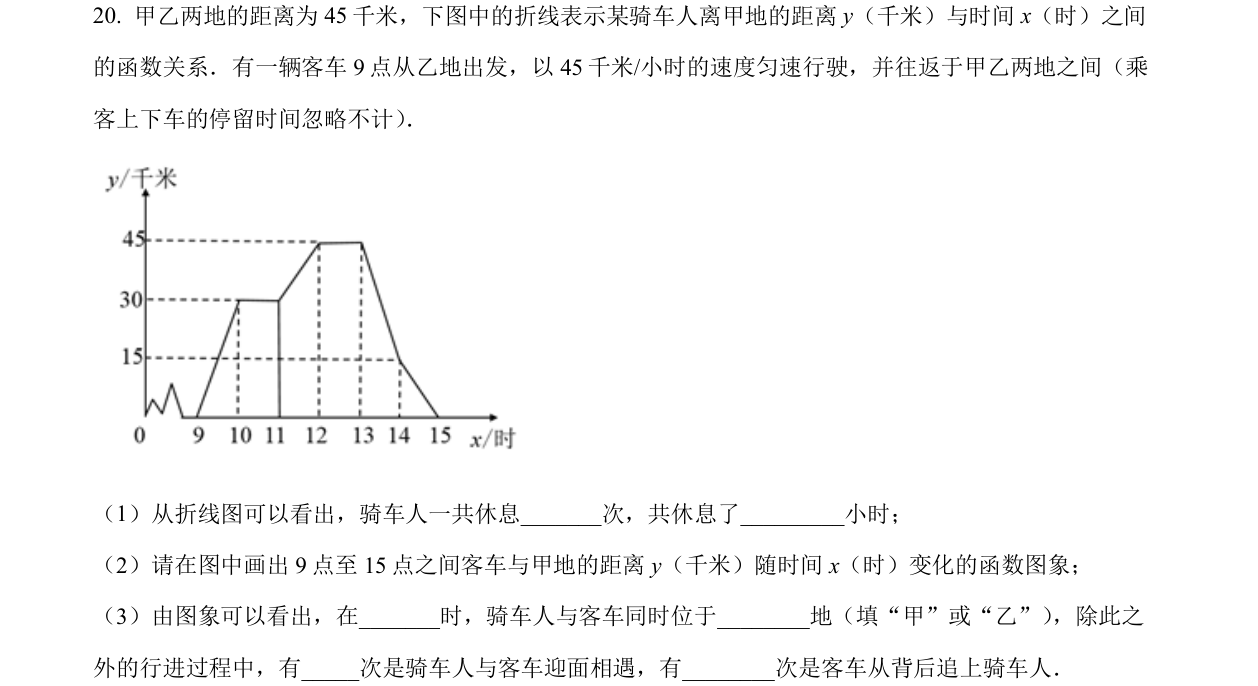 20. 甲乙两地的距离为 45 千米，下图中的折线表示某骑车人离甲地的距离 y（千米）与时间 x（时）之间
的函数关系．有一辆客车 9 点从乙地出发，以 45 千米/小时的速度匀速行驶，并往返于甲乙两地之间（乘
客上下车的停留时间忽略不计）．
y/千米
45
30
15
0 9 10 11 12 13 14 15 x/时
（1）从折线图可以看出，骑车人一共休息_______次，共休息了_________小时；
（2）请在图中画出 9 点至 15 点之间客车与甲地的距离 y（千米）随时间 x（时）变化的函数图象；
（3）由图象可以看出，在_______时，骑车人与客车同时位于________地（填“甲”或“乙”），除此之
外的行进过程中，有_____次是骑车人与客车迎面相遇，有________次是客车从背后追上骑车人．